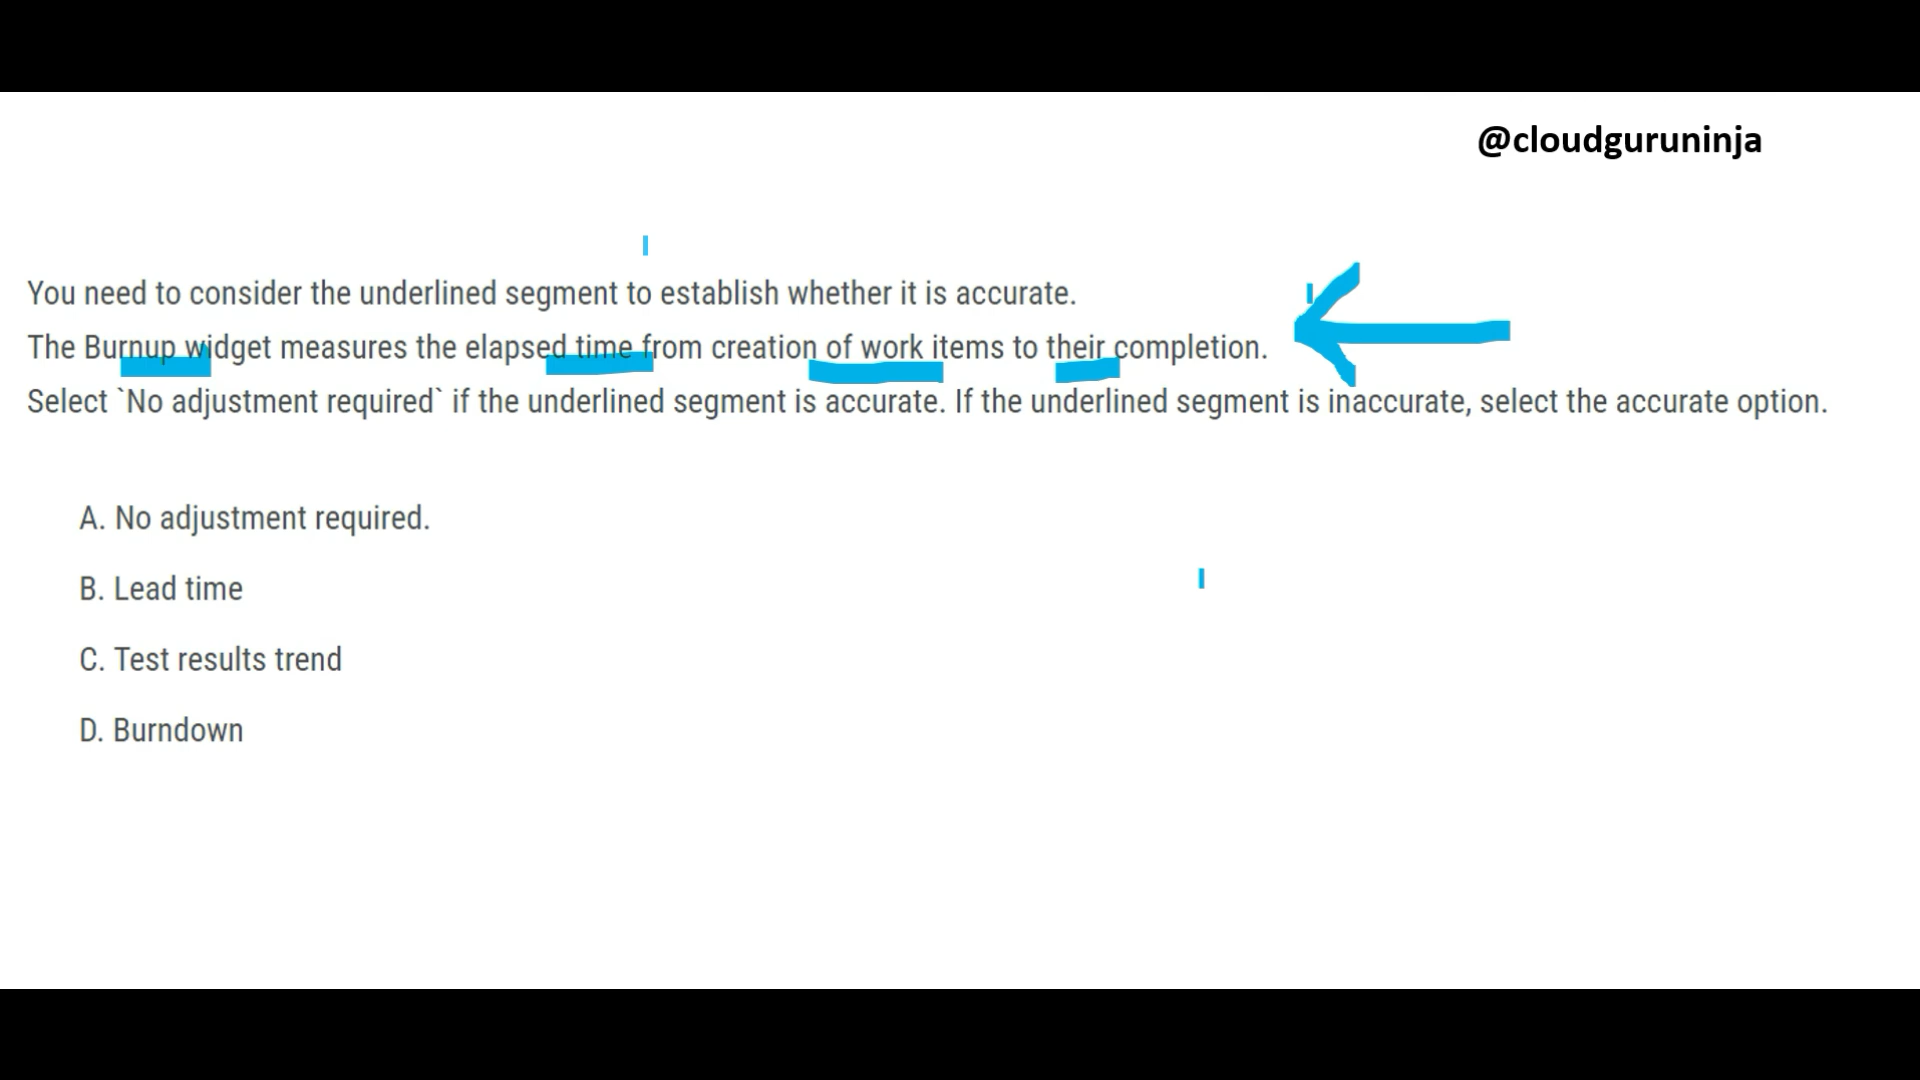 @cloudguruninja
You need to consider the underlined segment to establish whether it is accurate.
The Burnup widget measures the elapsed time from creation of work items to their completion.
Select `No adjustment required` if the underlined segment is accurate. If the underlined segment is inaccurate, select the accurate option.
A. No adjustment required.
B. Lead time
C. Test results trend
D. Burndown